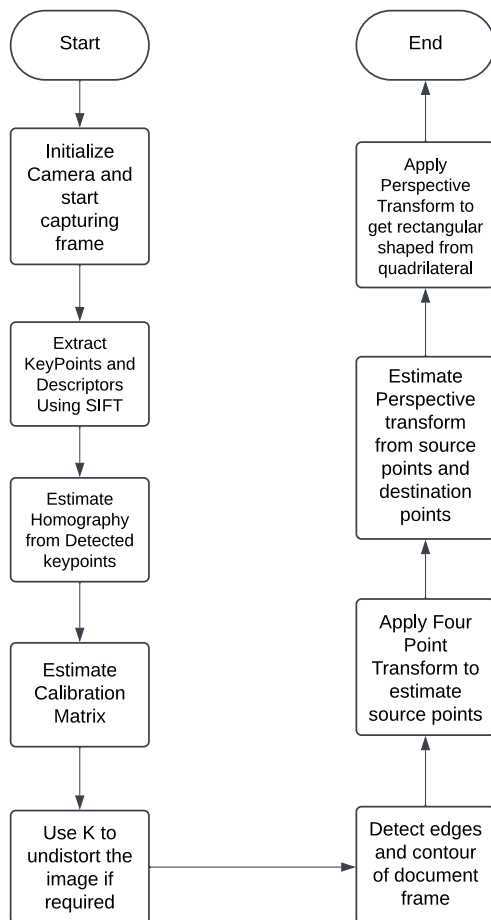 Start
Initialize
Camera and
start
capturing
frame
Extract
KeyPoints and
Descriptors
Using SIFT
Estimate
Homography
from Detected
keypoints
Estimate
Calibration
Matrix
Use K to
undistort the
image if
required
Detect edges
and contour
of document
frame
Apply Four
Point
Transform to
estimate
source points
Estimate
Perspective
transform
from source
points and
destination
points
Apply
Perspective
Transform to
get rectangular
shaped from
quadrilateral
End